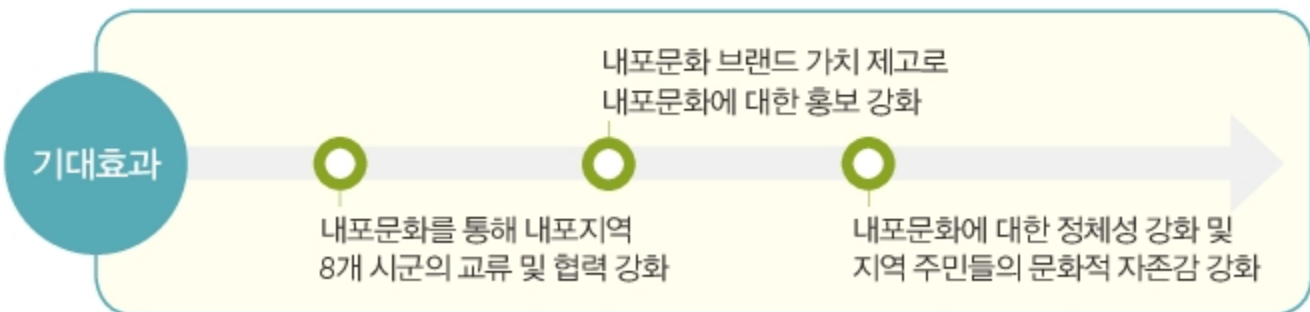 기대효과
내포문화를 통해 내포지역
8개 시군의 교류 및 협력 강화
내포문화 브랜드 가치 제고로
내포문화에 대한 홍보 강화
내포문화에 대한 정체성 강화 및
지역 주민들의 문화적 자존감 강화